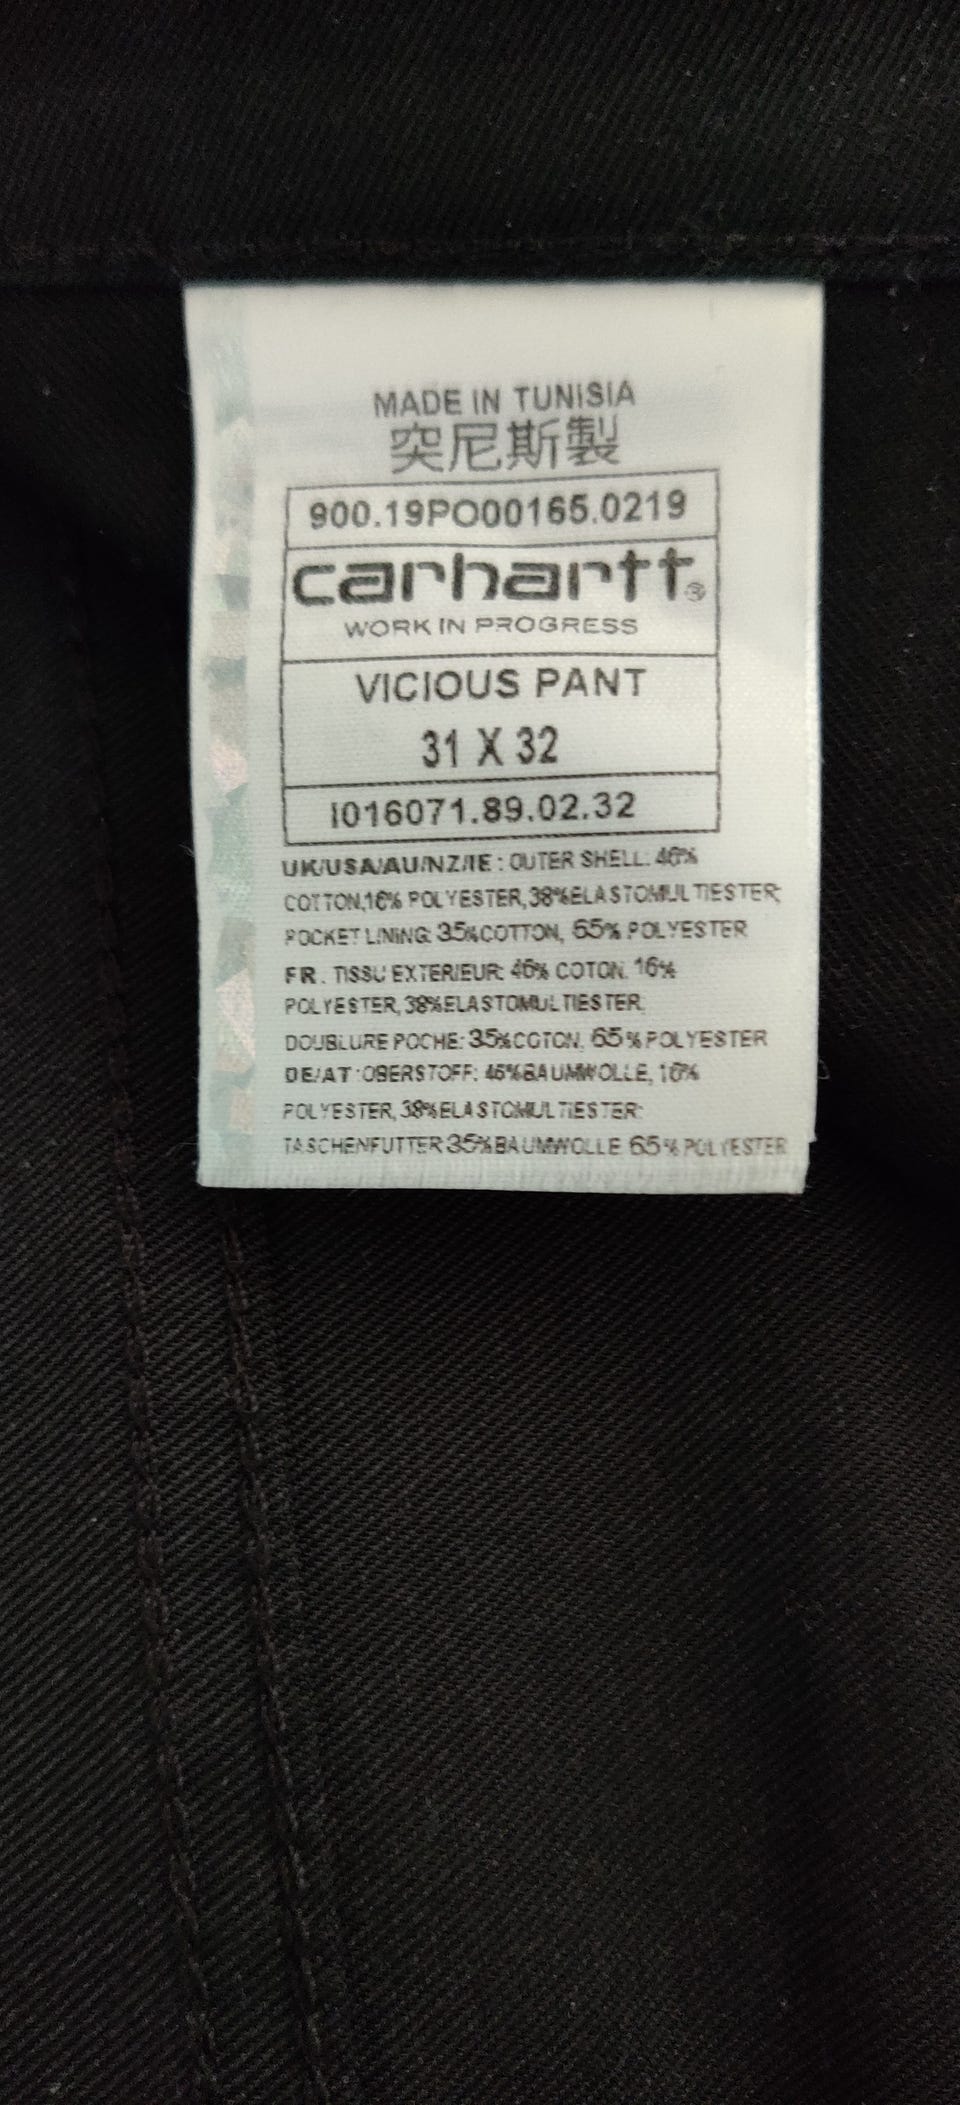 MADE IN TUNISIA
突尼斯製
900.19PO00165.0219
carhartt®
WORK IN PROGRESS
VICIOUS PANT
31 X 32
I016071.89.02.32
UK/USA/AU/NZ/IE : OUTER SHELL: 46%
COTTON,16% POLYESTER,38%ELASTOMULTIESTER;
POCKET LINING: 35%COTTON, 65% POLYESTER
FR. TISSU EXTERIEUR: 46% COTON. 16%
POLYESTER, 38%ELASTOMULTIESTER;
DOUBLURE POCHE: 35%COTON, 65% POLYESTER
DE/AT :OBERSTOFF: 46%BAUMWOLLE, 16%
POLYESTER, 38%ELASTOMULTIESTER;
TASCHENFUTTER:35%BAUMWOLLE 65% POLYESTER